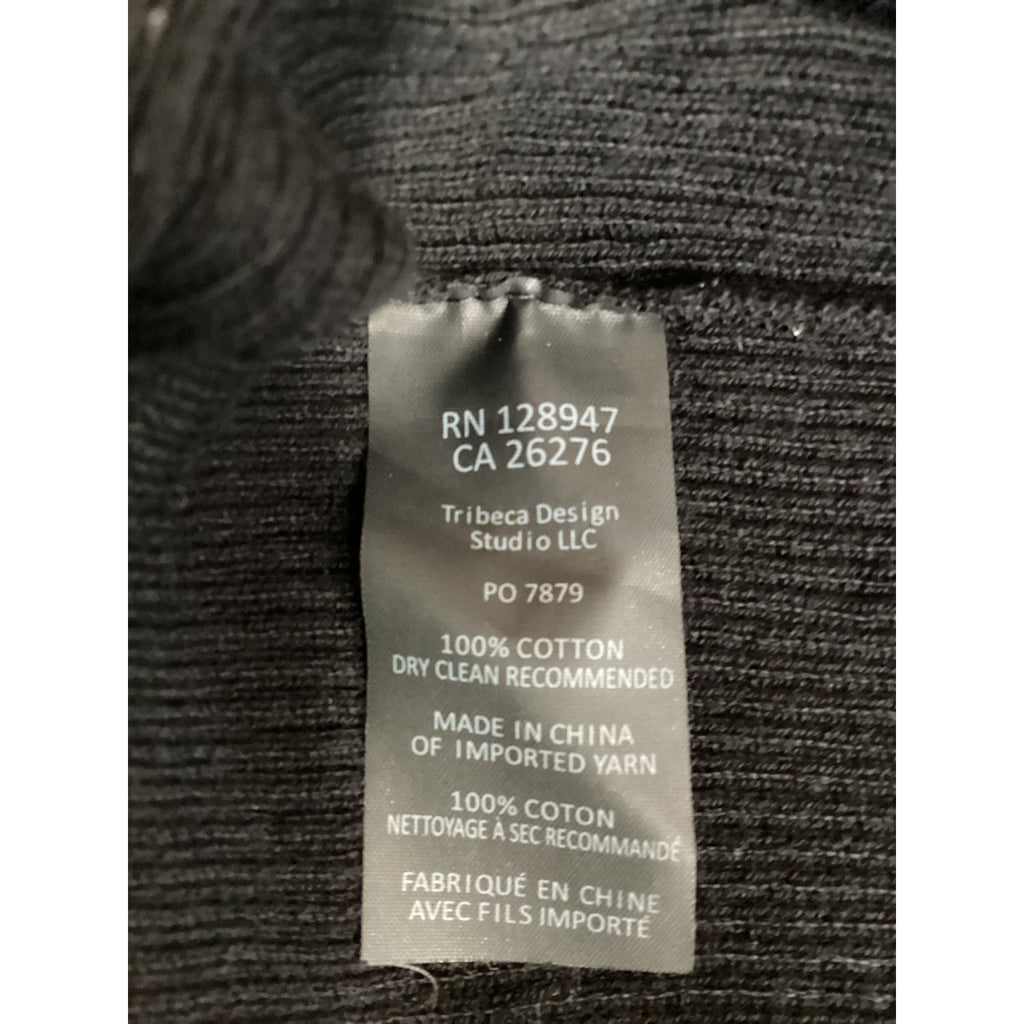 RN 128947
CA 26276
Tribeca Design
Studio LLC
PO 7879
100% COTTON
DRY CLEAN RECOMMENDED
MADE IN CHINA
OF IMPORTED YARN
100% COTON
NETTOYAGE À SEC RECOMMANDÉ
FABRIQUÉ EN CHINE
AVEC FILS IMPORTÉ